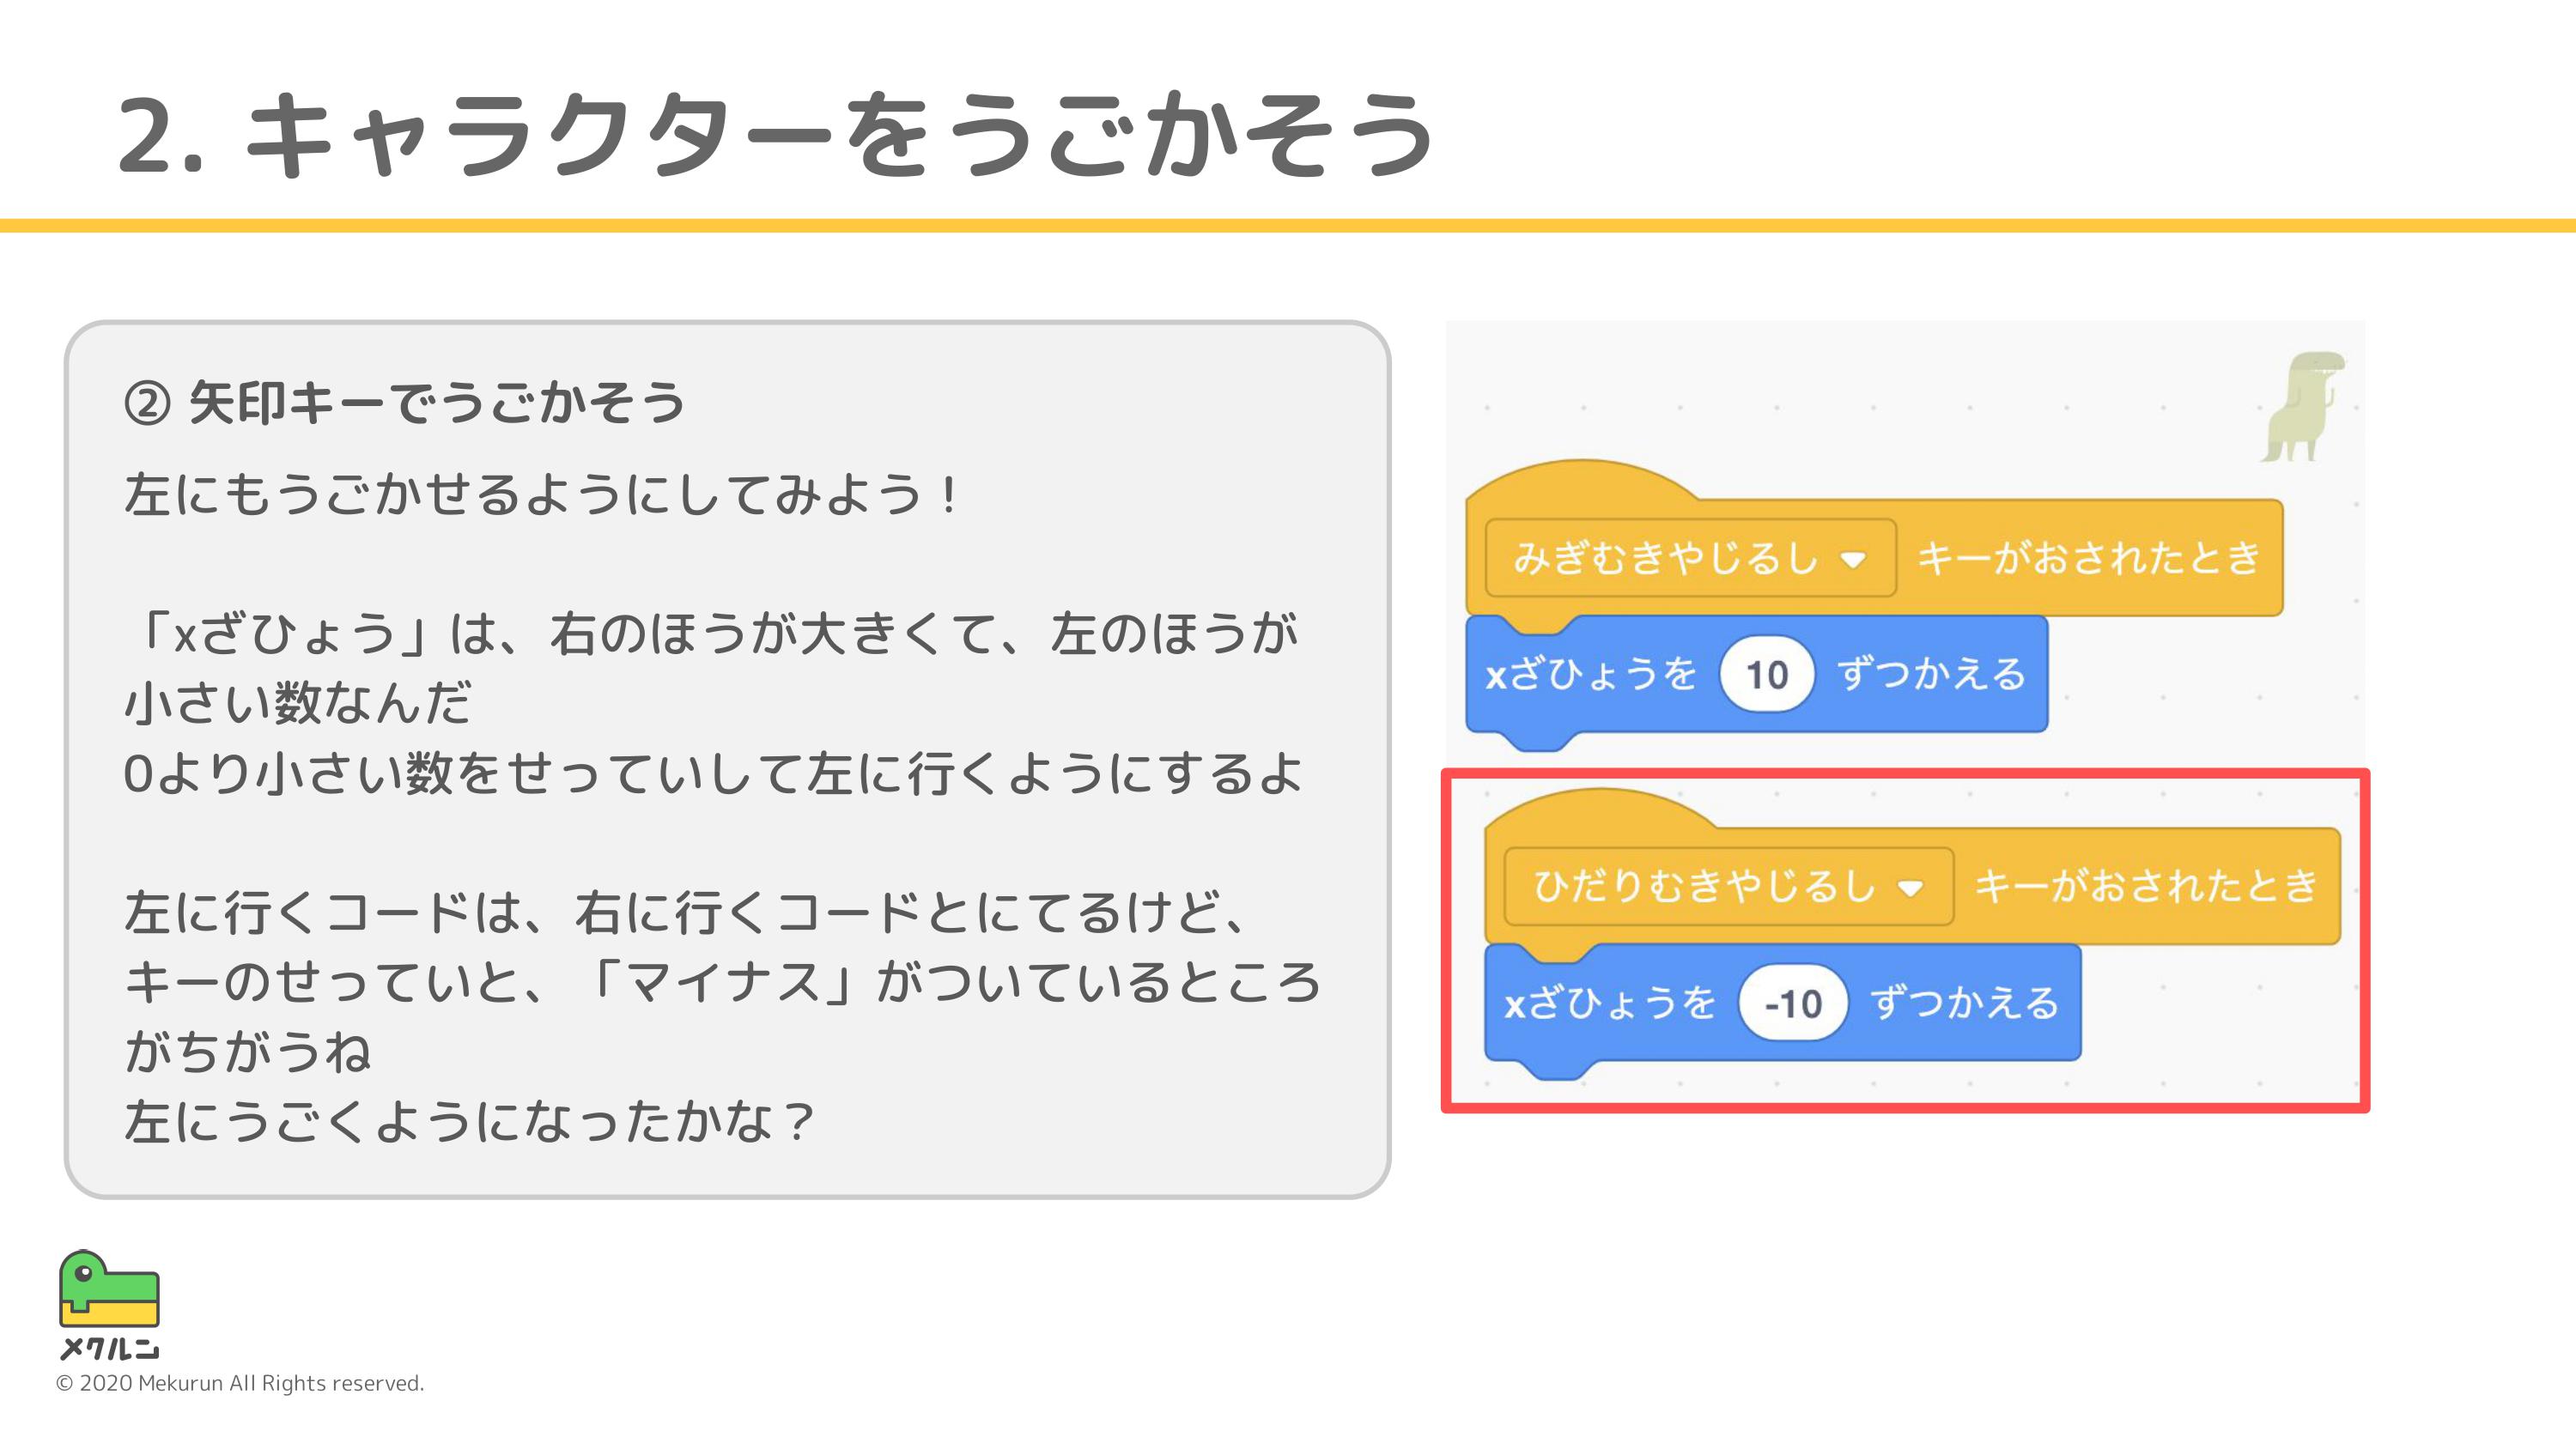 2. キャラクターをうごかそう
② 矢印キーでうごかそう
左にもうごかせるようにしてみよう！
「xざひょう」は、右のほうが大きくて、左のほうが
小さい数なんだ
0より小さい数をせっていして左に行くようにするよ
左に行くコードは、右に行くコードとにてるけど、
キーのせっていと、「マイナス」がついているところ
がちがうね
左にうごくようになったかな？
みぎむきやじるし キーがおされたとき
xざひょうを 10 ずつかえる
ひだりむきやじるし キーがおされたとき
xざひょうを -10 ずつかえる
メクルン
© 2020 Mekurun All Rights reserved.